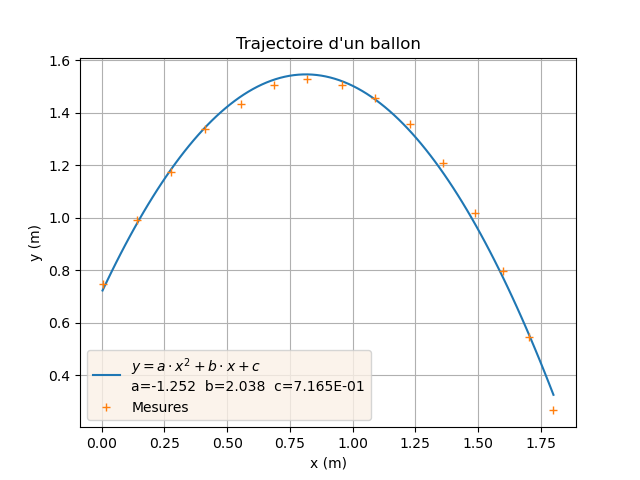 Trajectoire d'un ballon
1.6
1.4
1.2
1.0
0.8
0.6
0.4
y (m)
y = a · x² + b · x + c
a=-1.252  b=2.038  c=7.165E-01
Mesures
0.00 0.25 0.50 0.75 1.00 1.25 1.50 1.75
x (m)